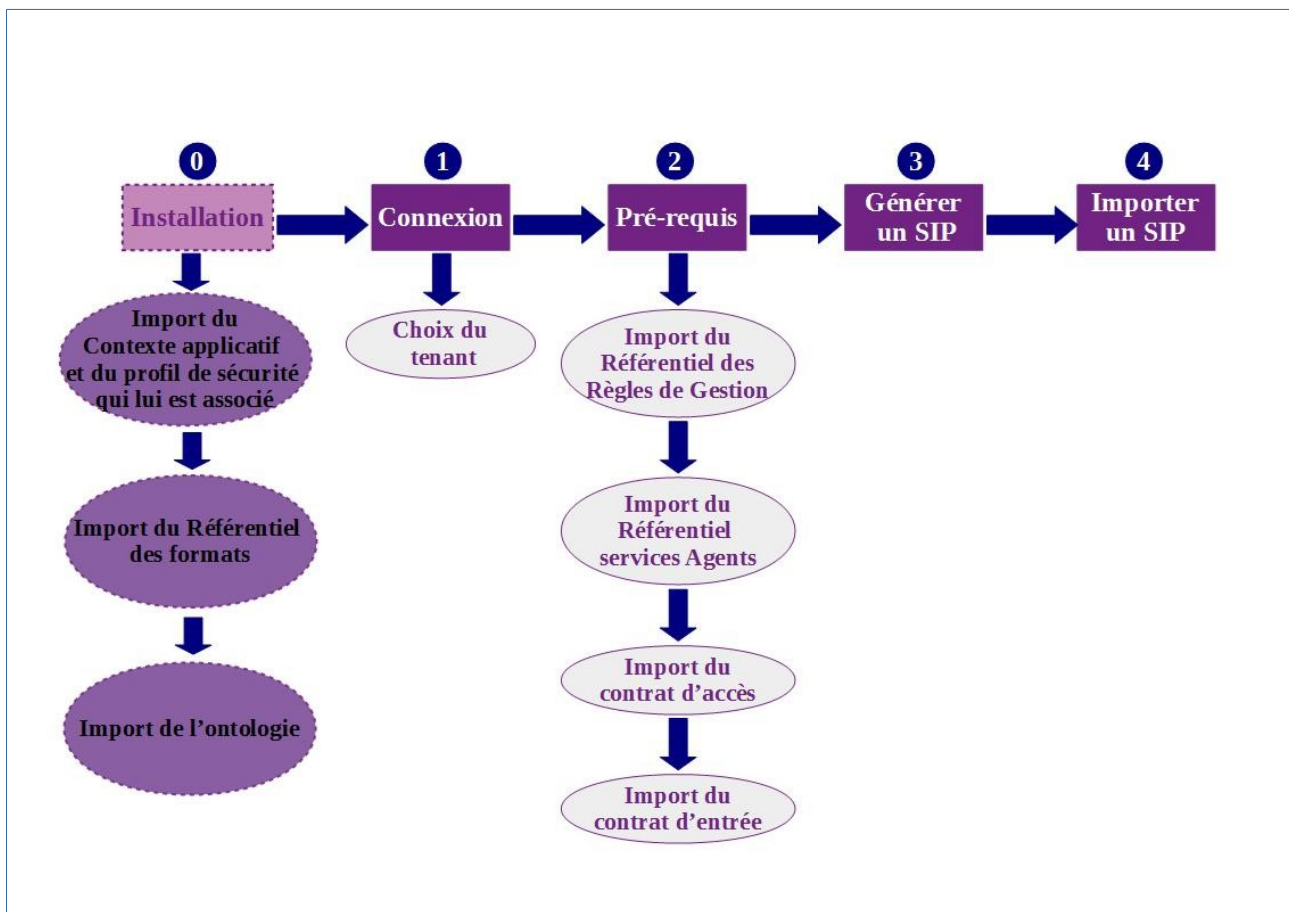 0
Installation
Import du
Contexte applicatif
et du profil de sécurité
qui lui est associé
Import du Référentiel
des formats
Import de l’ontologie
1
Connexion
Choix du
tenant
2
Pré-requis
Import du
Référentiel des
Règles de Gestion
Import du
Référentiel
services Agents
Import du
contrat d’accès
Import du
contrat d’entrée
3
Générer
un SIP
4
Importer
un SIP